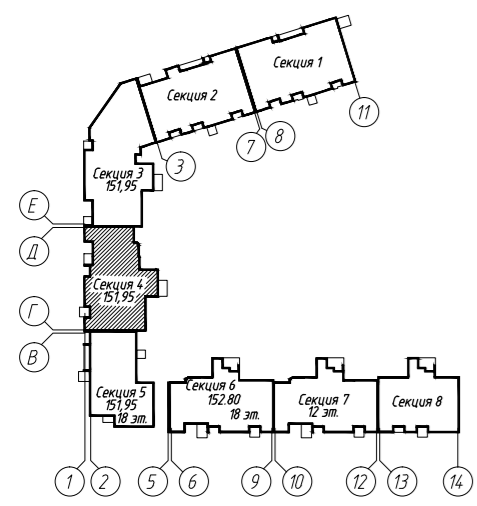 Секция 1
Секция 2
11
8
7
3
Секция 3
151,95
Е
Д
Секция 4
151,95
Г
В
Секция 5
151,95
18 эт.
Секция 6
152.80
18 эт.
Секция 7
12 эт.
Секция 8
1
2
5
6
9
10
12
13
14